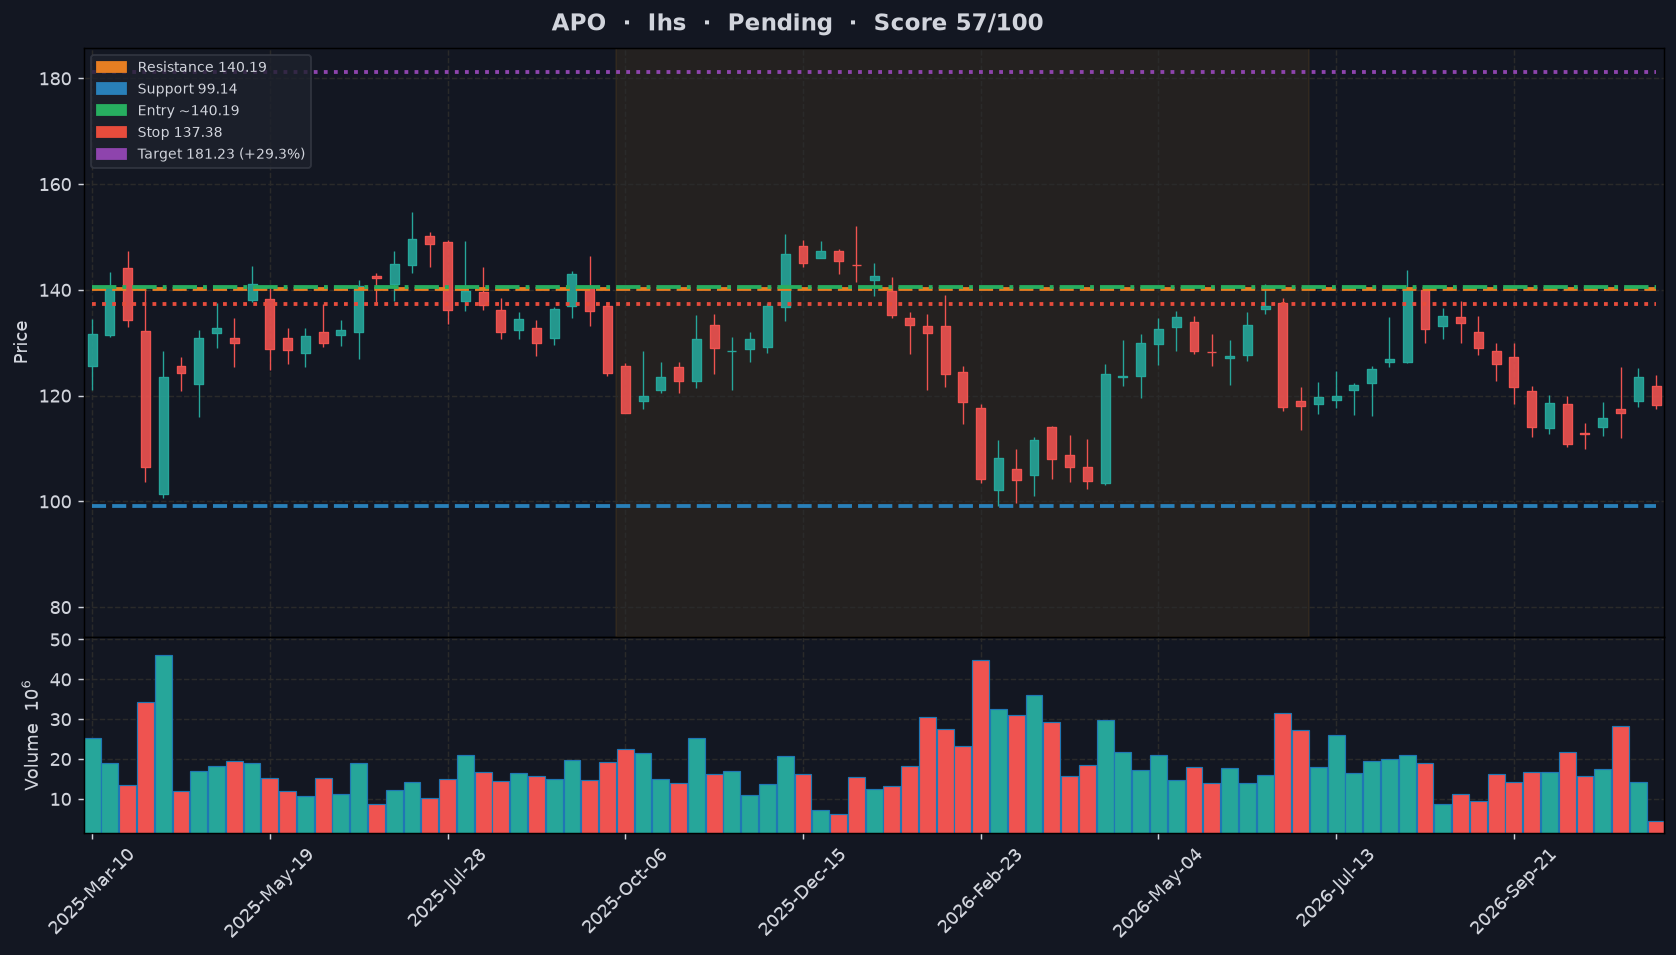 APO · Ihs · Pending · Score 57/100
Resistance 140.19
Support 99.14
Entry ~140.19
Stop 137.38
Target 181.23 (+29.3%)
Price
180
160
140
120
100
80
Volume 10⁶
50
40
30
20
10
2025-Mar-10
2025-May-19
2025-Jul-28
2025-Oct-06
2025-Dec-15
2026-Feb-23
2026-May-04
2026-Jul-13
2026-Sep-21